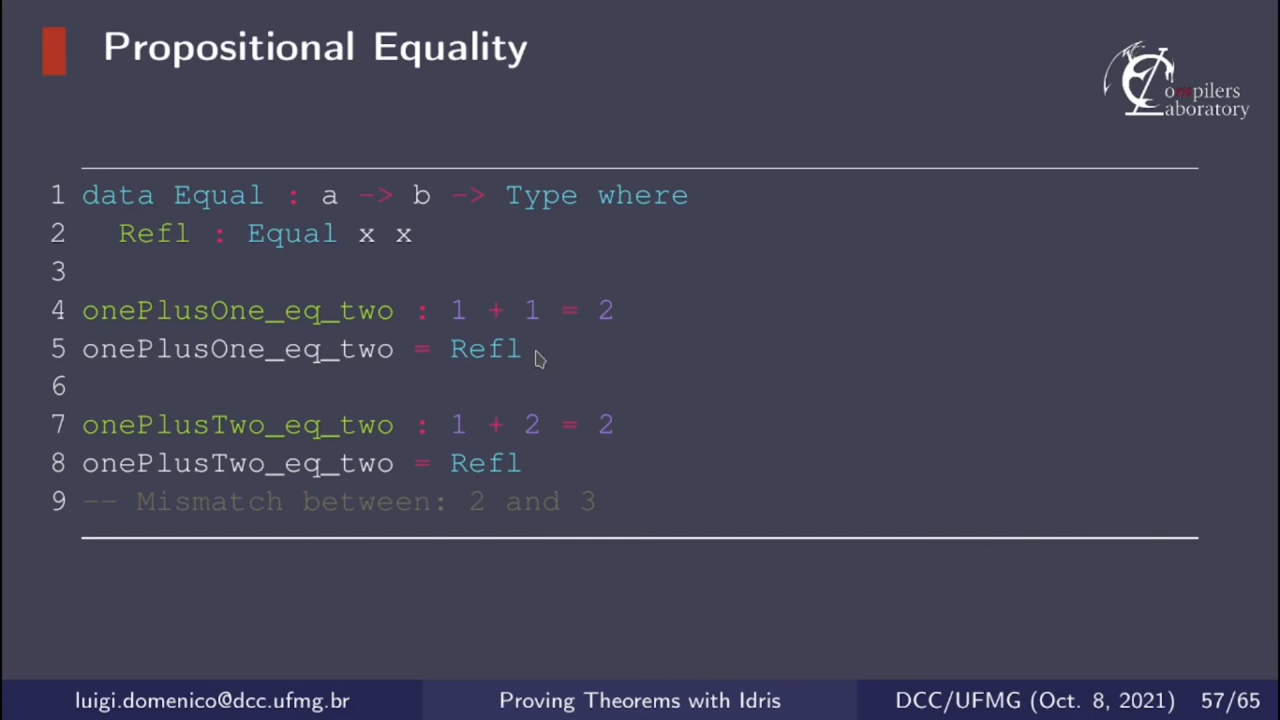 Propositional Equality
Compilers
Laboratory
1 data Equal : a -> b -> Type where
2   Refl : Equal x x
3
4 onePlusOne_eq_two : 1 + 1 = 2
5 onePlusOne_eq_two = Refl
6
7 onePlusTwo_eq_two : 1 + 2 = 2
8 onePlusTwo_eq_two = Refl
9 -- Mismatch between: 2 and 3
luigi.domenico@dcc.ufmg.br Proving Theorems with Idris DCC/UFMG (Oct. 8, 2021) 57/65